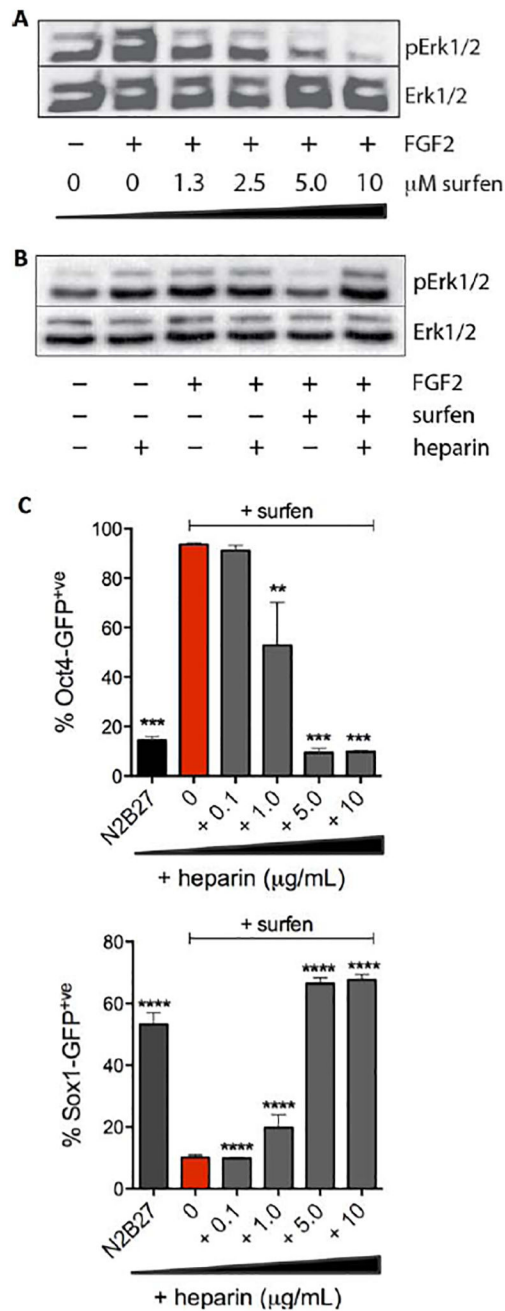 A
pErk1/2
Erk1/2
− + + + + + FGF2
0 0 1.3 2.5 5.0 10 μM surfen
B
pErk1/2
Erk1/2
− − + + + + FGF2
− − − − + + surfen
− + − + − + heparin
C
+ surfen
% Oct4-GFP+ve
100
80
60
40
20
0
***
**
***
***
N2B27 0 + 0.1 + 1.0 + 5.0 + 10
+ heparin (μg/mL)
+ surfen
% Sox1-GFP+ve
80
60
40
20
0
****
****
****
****
****
N2B27 0 + 0.1 + 1.0 + 5.0 + 10
+ heparin (μg/mL)